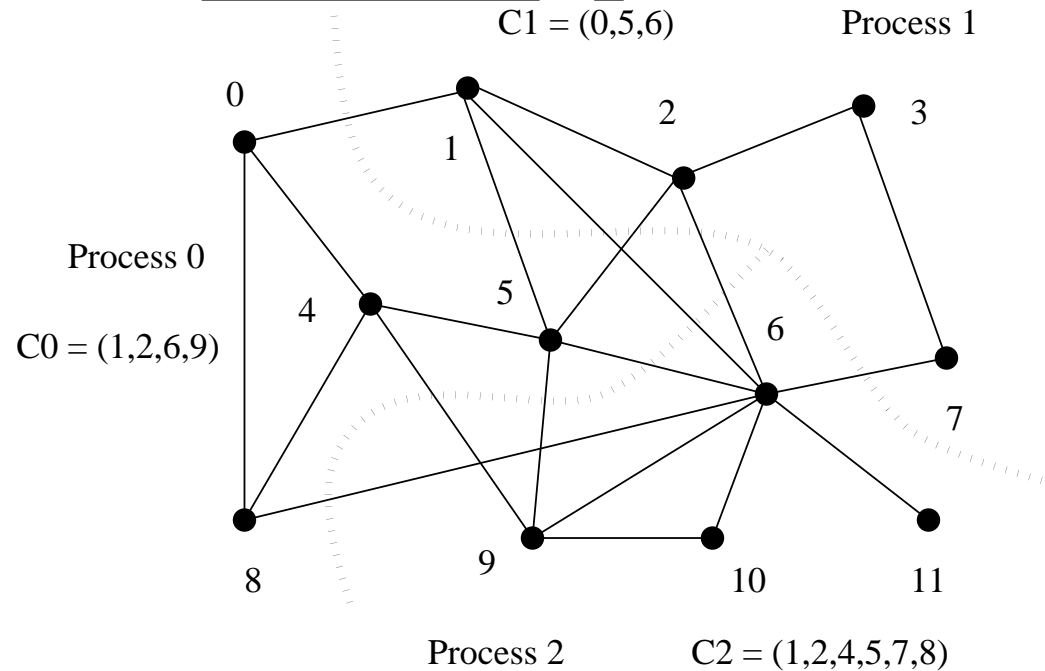 C1 = (0,5,6)
Process 1
0
2
3
1
Process 0
5
4
6
C0 = (1,2,6,9)
7
9
8
10
11
Process 2
C2 = (1,2,4,5,7,8)